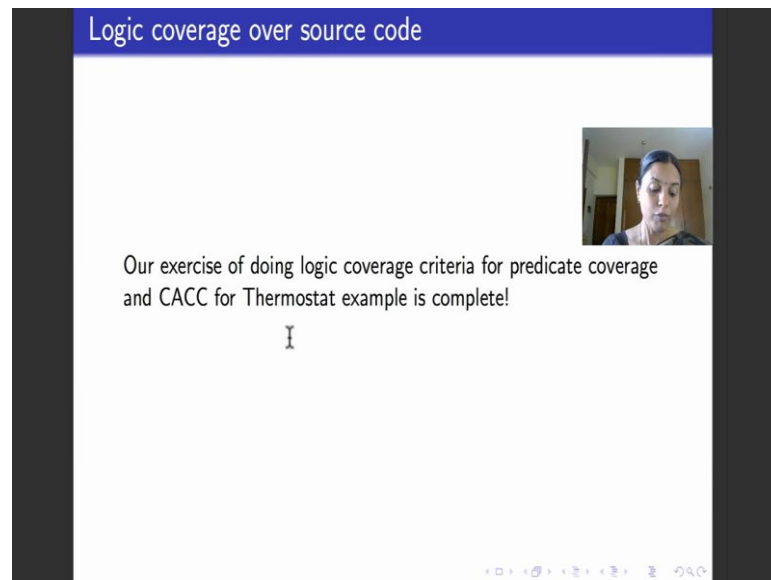 Logic coverage over source code
Our exercise of doing logic coverage criteria for predicate coverage
and CACC for Thermostat example is complete!